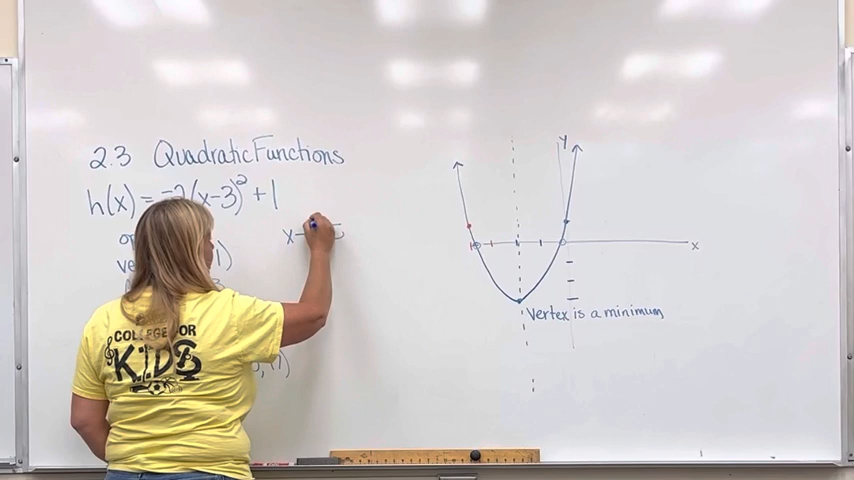 2.3 Quadratic Functions
h(x) = -2(x-3)² + 1
x-
y
x
Vertex is a minimum
COLLEGE FOR
KIDS